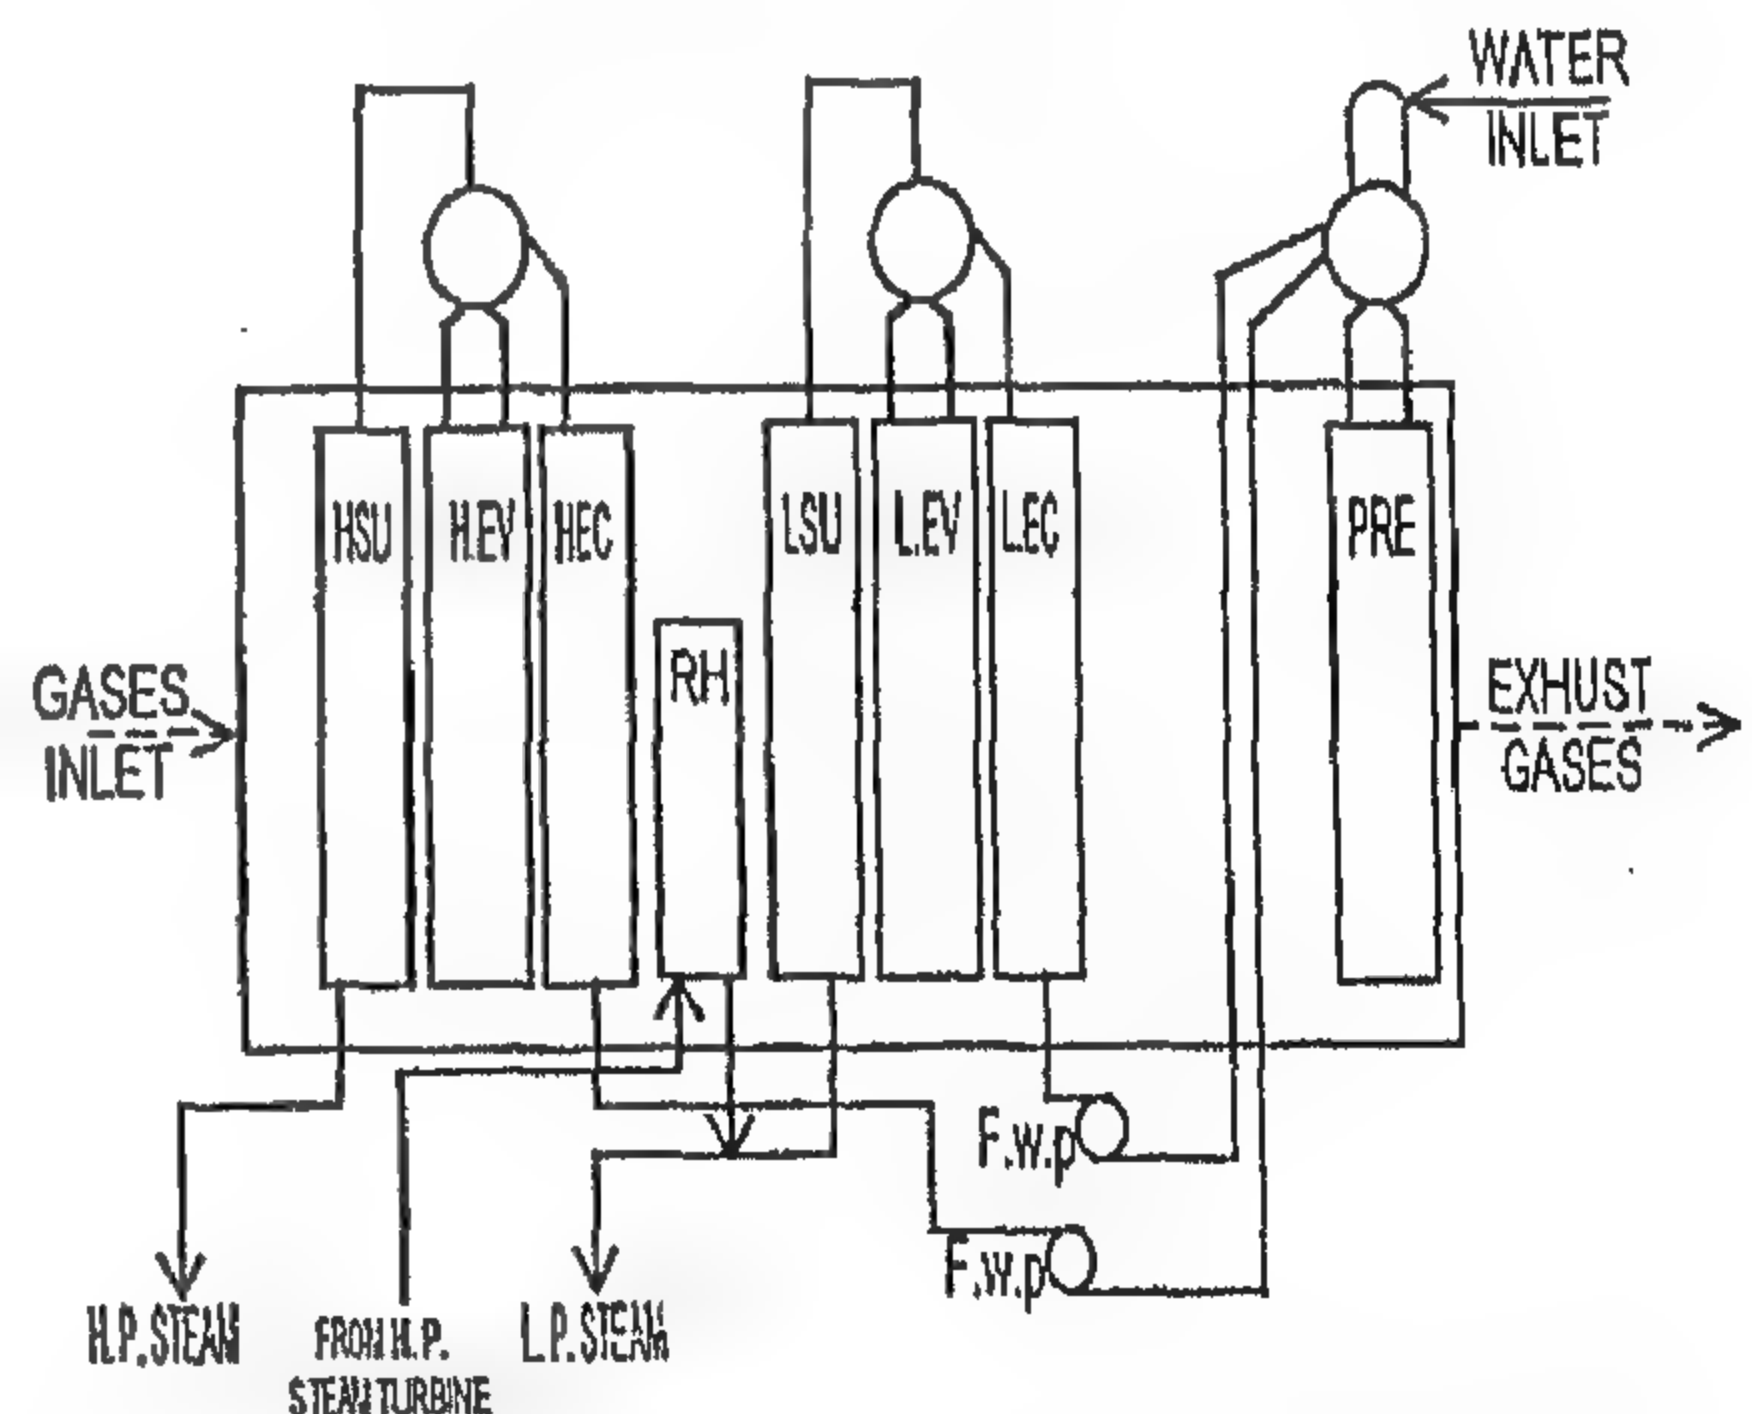 WATER
INLET
HSU
H.EV
HEC
LSU
L.EV
L.EC
PRE
RH
GASES
INLET
EXHUST
GASES
F.w.p
F.w.p
H.P.STEAM
FROM H.P.
STEAM TURBINE
L.P.STEAM